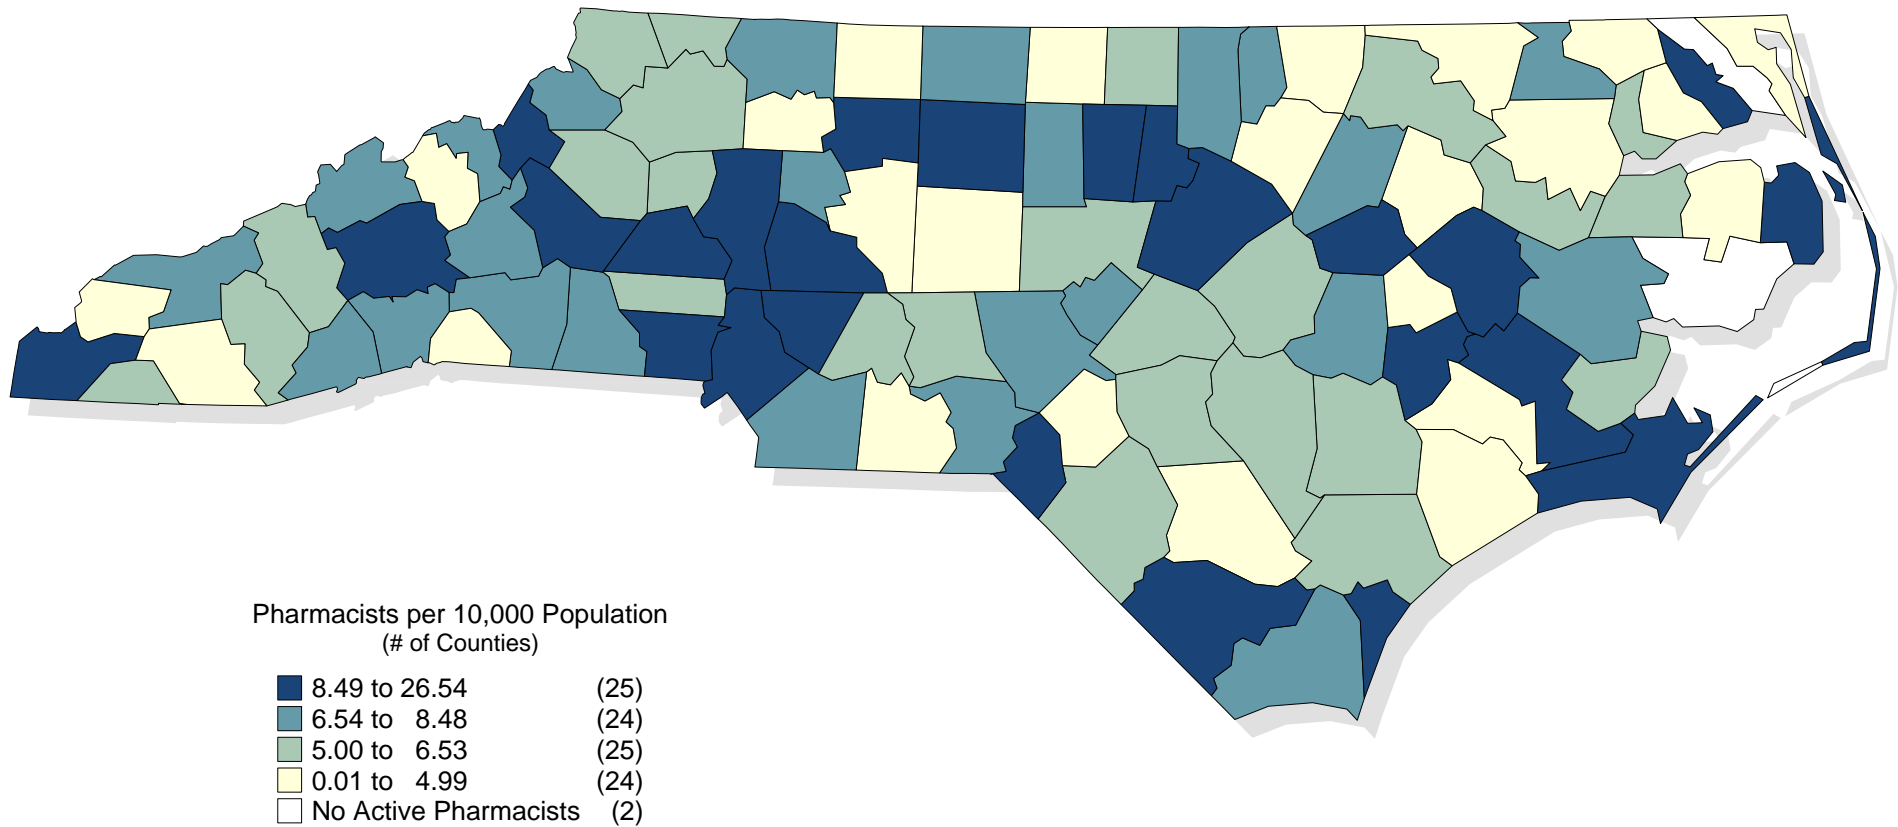 Pharmacists per 10,000 Population
(# of Counties)
8.49 to 26.54 (25)
6.54 to 8.48 (24)
5.00 to 6.53 (25)
0.01 to 4.99 (24)
No Active Pharmacists (2)